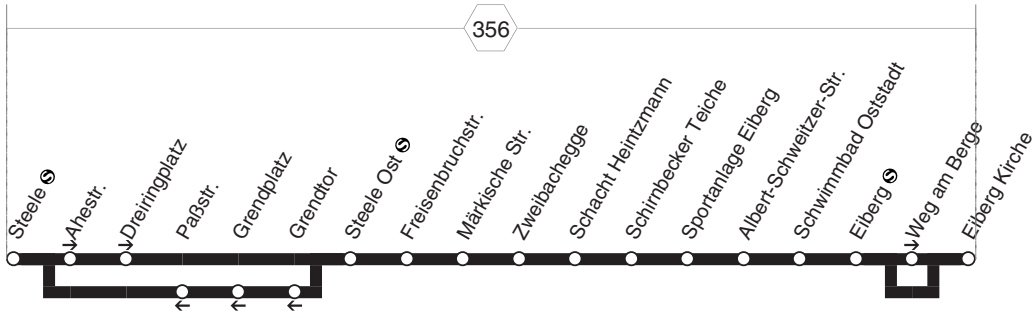 356
Steele
Ahestr.
Dreiringplatz
Paßstr.
Grendplatz
Grendtor
Steele Ost
Freisenbruchstr.
Märkische Str.
Zweibachegge
Schacht Heintzmann
Schirnbecker Teiche
Sportanlage Eiberg
Albert-Schweitzer-Str.
Schwimmbad Oststadt
Eiberg
Weg am Berge
Eiberg Kirche